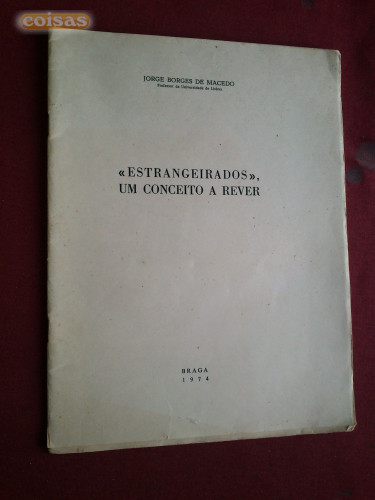 coisas
JORGE BORGES DE MACEDO
Professor da Universidade de Lisboa
«ESTRANGEIRADOS»,
UM CONCEITO A REVER
BRAGA
1974